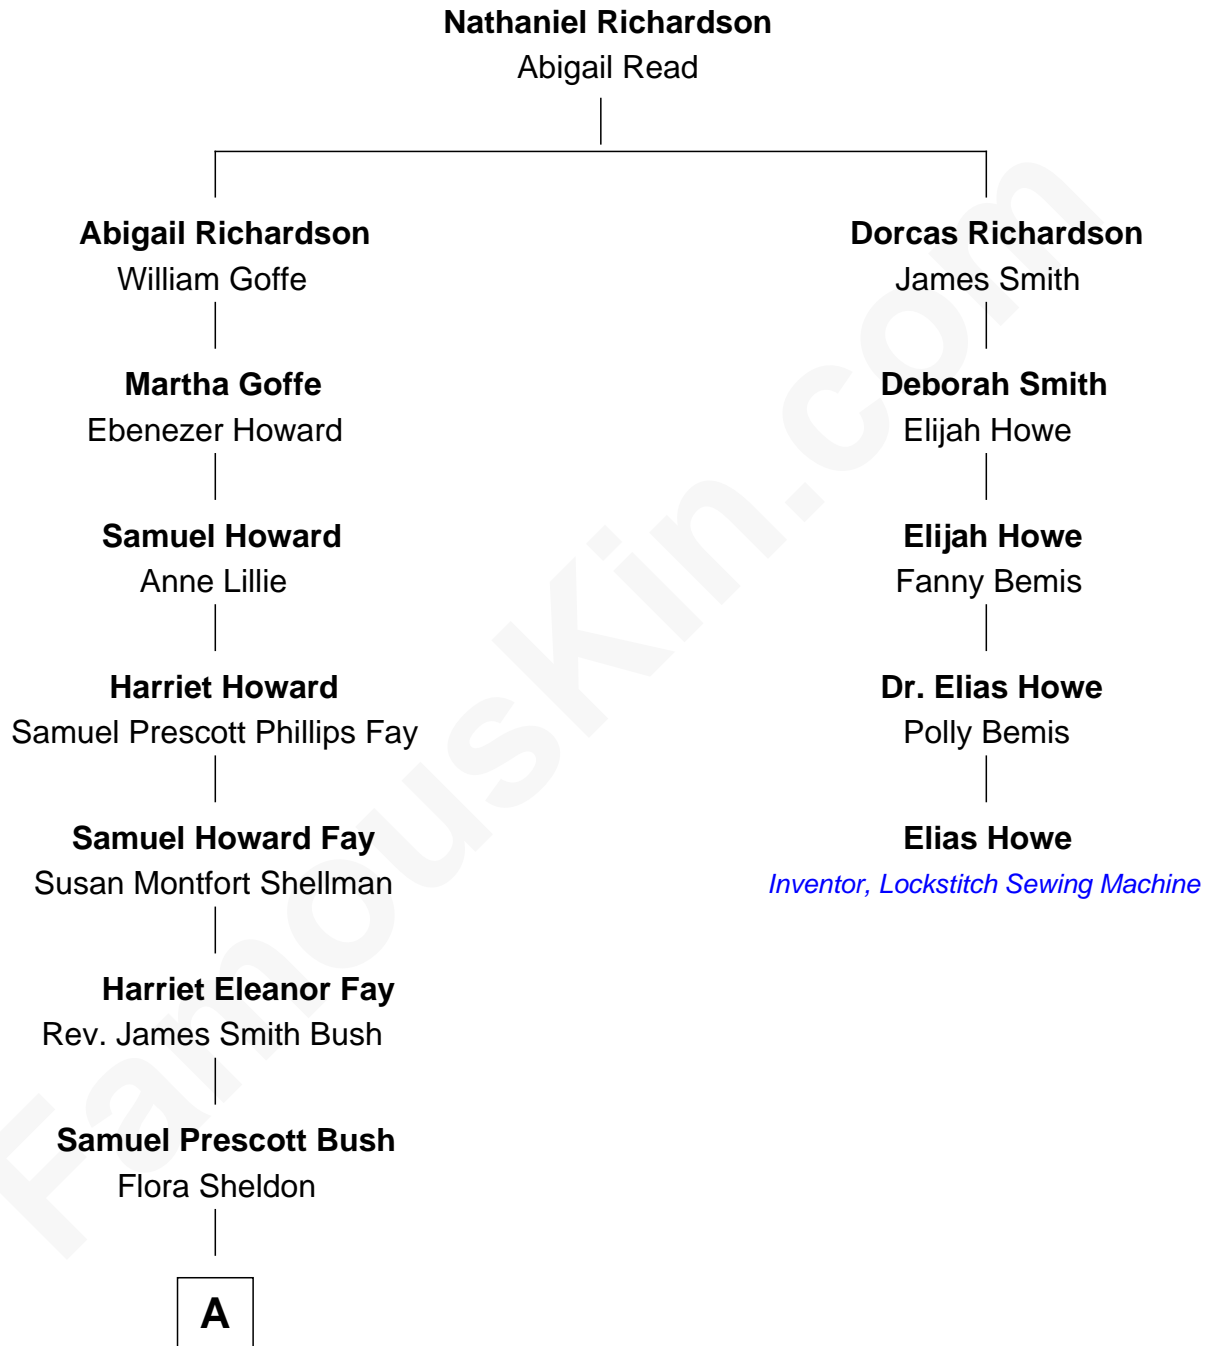 Nathaniel Richardson
Abigail Read
Abigail Richardson
William Goffe
Dorcas Richardson
James Smith
Martha Goffe
Ebenezer Howard
Deborah Smith
Elijah Howe
Samuel Howard
Anne Lillie
Elijah Howe
Fanny Bemis
Harriet Howard
Samuel Prescott Phillips Fay
Dr. Elias Howe
Polly Bemis
Samuel Howard Fay
Susan Montfort Shellman
Elias Howe
Inventor, Lockstitch Sewing Machine
Harriet Eleanor Fay
Rev. James Smith Bush
Samuel Prescott Bush
Flora Sheldon
A
FamousKin.com